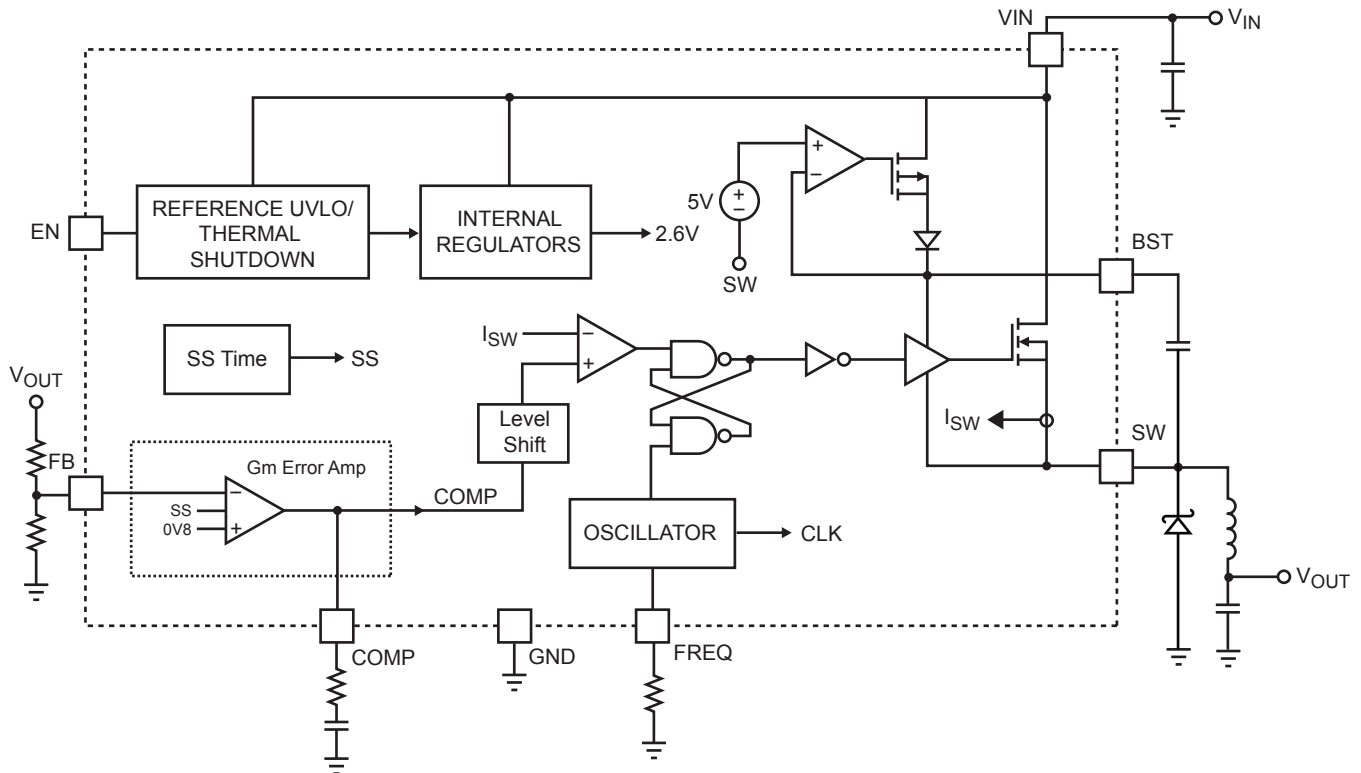 VIN
V_IN
REFERENCE UVLO/
THERMAL
SHUTDOWN
INTERNAL
REGULATORS
2.6V
EN
5V
+
−
+
−
SW
BST
SS Time
SS
I_SW
−
+
V_OUT
Level
Shift
I_SW
SW
FB
Gm Error Amp
−
SS
0V8
+
COMP
OSCILLATOR
CLK
V_OUT
COMP
GND
FREQ